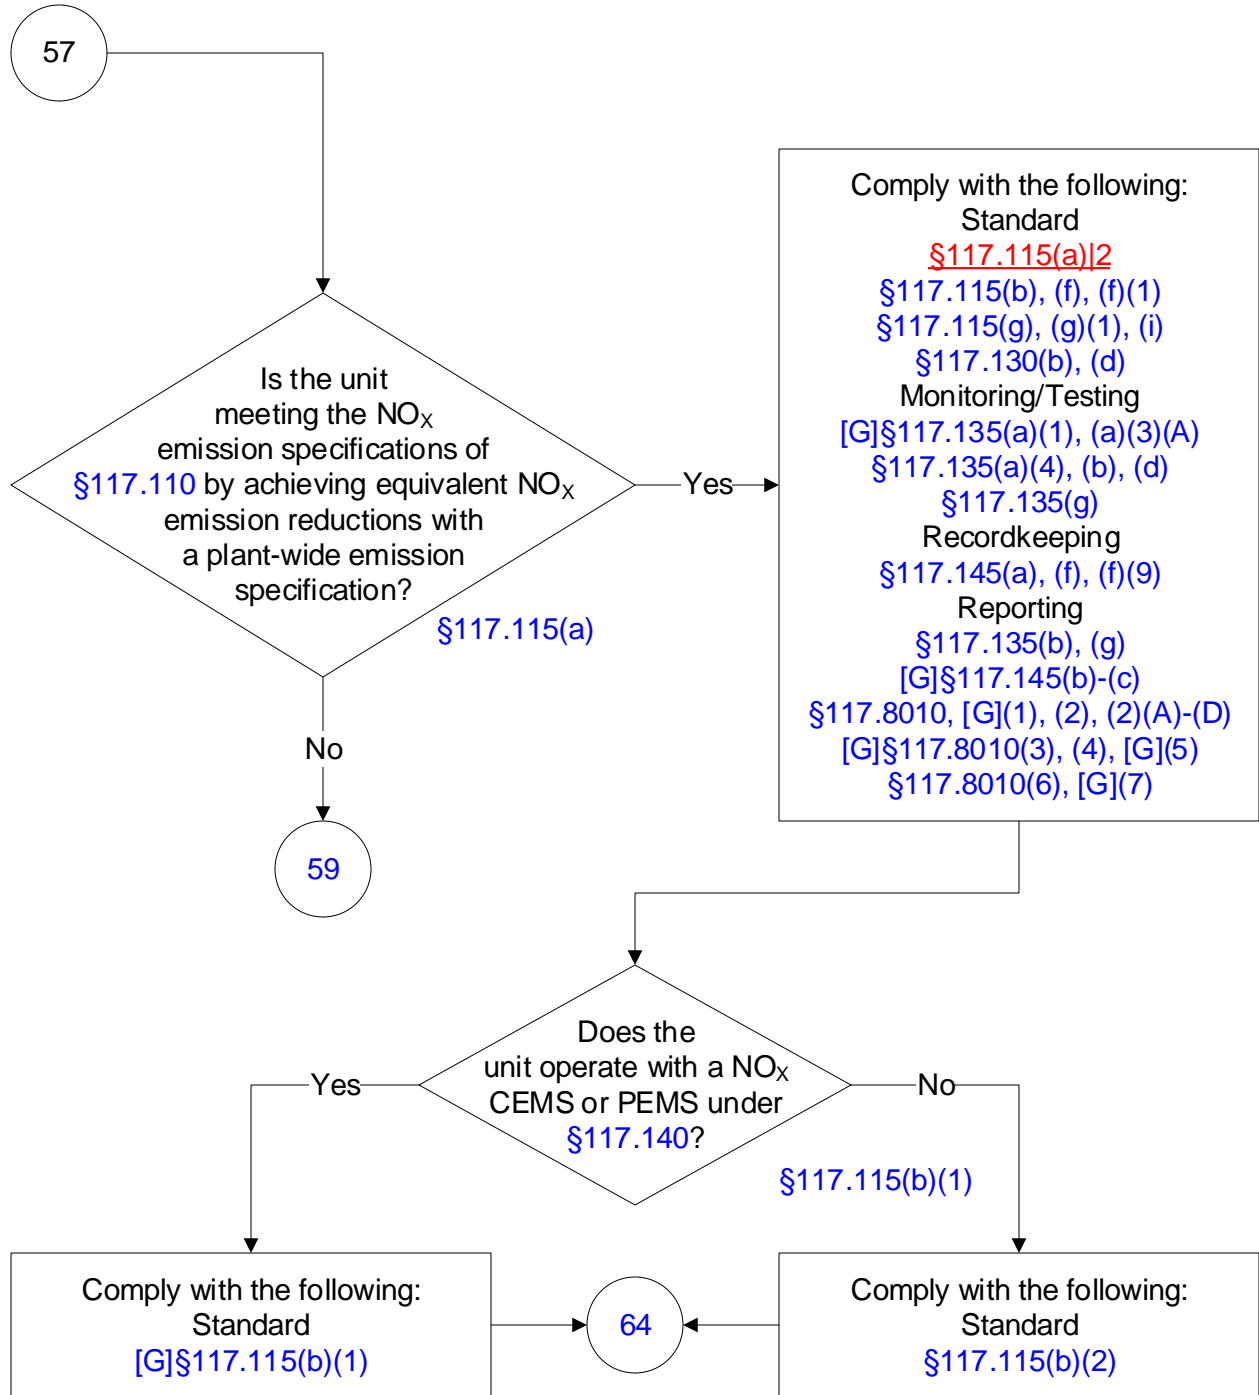 57
Is the unit
meeting the NOX
emission specifications of
§117.110 by achieving equivalent NOX
emission reductions with
a plant-wide emission
specification?
§117.115(a)
Yes
No
59
Comply with the following:
Standard
§117.115(a)|2
§117.115(b), (f), (f)(1)
§117.115(g), (g)(1), (i)
§117.130(b), (d)
Monitoring/Testing
[G]§117.135(a)(1), (a)(3)(A)
§117.135(a)(4), (b), (d)
§117.135(g)
Recordkeeping
§117.145(a), (f), (f)(9)
Reporting
§117.135(b), (g)
[G]§117.145(b)-(c)
§117.8010, [G](1), (2), (2)(A)-(D)
[G]§117.8010(3), (4), [G](5)
§117.8010(6), [G](7)
Does the
unit operate with a NOX
CEMS or PEMS under
§117.140?
§117.115(b)(1)
Yes
No
Comply with the following:
Standard
[G]§117.115(b)(1)
64
Comply with the following:
Standard
§117.115(b)(2)